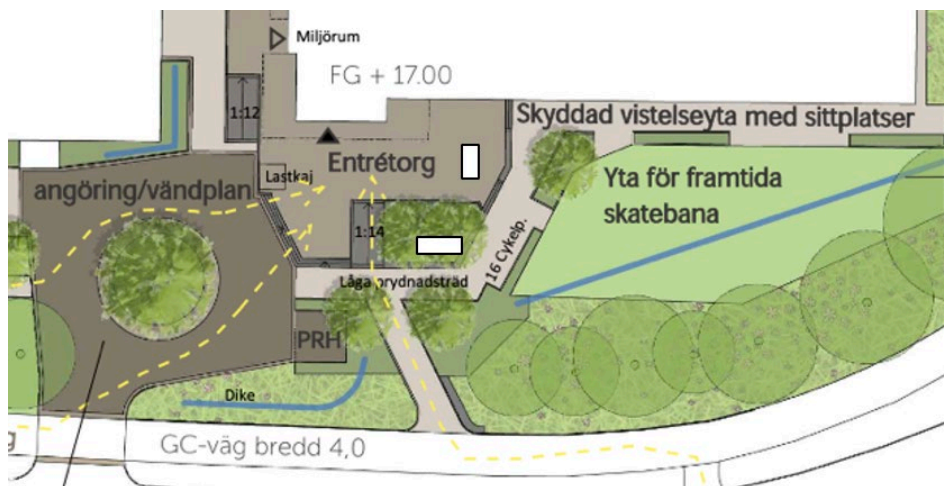 Miljörum
FG + 17.00
1:12
Skyddad vistelseyta med sittplatser
Entrétorg
Lastkaj
angöring/vändplan
Yta för framtida
skatebana
1:14
16 Cykelp.
Låga prydnadsträd
PRH
Dike
GC-väg bredd 4,0
g